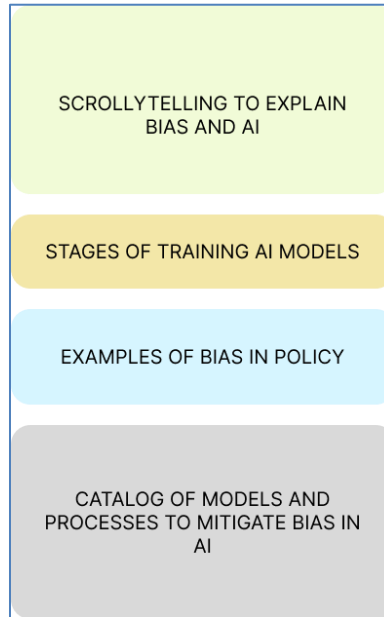 SCROLLYTELLING TO EXPLAIN
BIAS AND AI
STAGES OF TRAINING AI MODELS
EXAMPLES OF BIAS IN POLICY
CATALOG OF MODELS AND
PROCESSES TO MITIGATE BIAS IN
AI